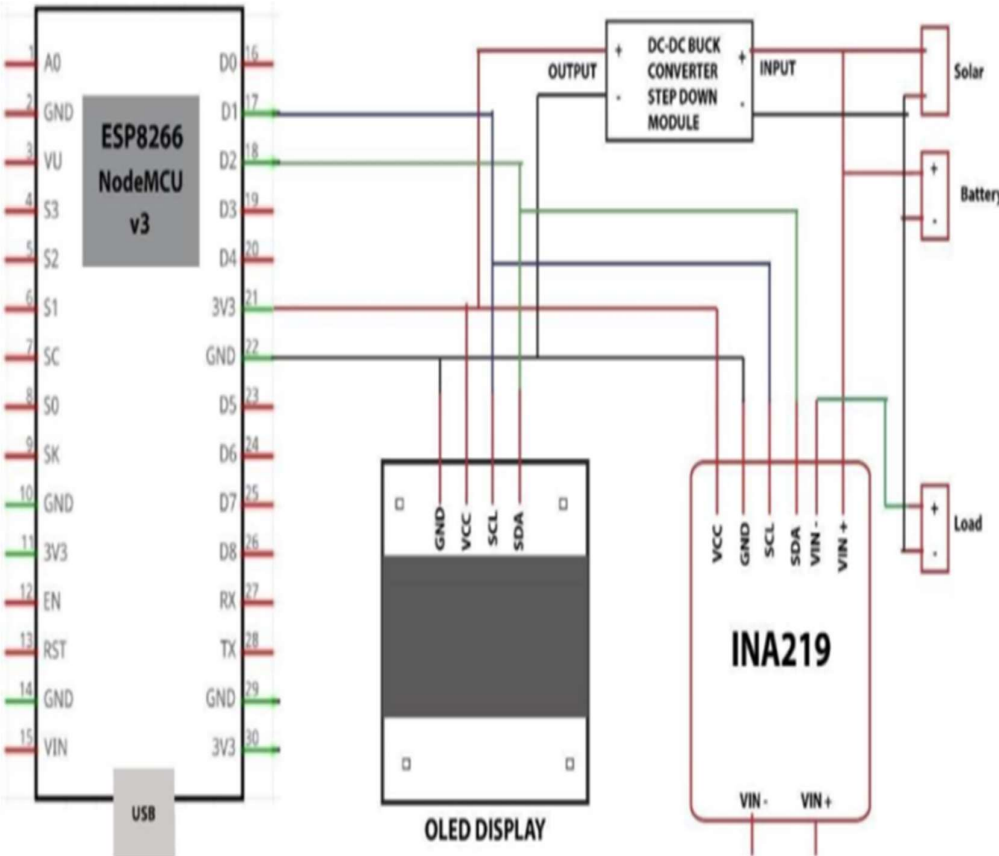 ESP8266
NodeMCU
v3
1 A0
2 GND
3 VU
4 S3
5 S2
6 S1
7 SC
8 S0
9 SK
10 GND
11 3V3
12 EN
13 RST
14 GND
15 VIN
D0 16
D1 17
D2 18
D3 19
D4 20
3V3 21
GND 22
D5 23
D6 24
D7 25
D8 26
RX 27
TX 28
GND 29
3V3 30
USB
OUTPUT
+
-
DC-DC BUCK
CONVERTER
STEP DOWN
MODULE
+
-
INPUT
Solar
+
Battery
-
+
Load
-
GND
VCC
SCL
SDA
OLED DISPLAY
VCC
GND
SCL
SDA
VIN -
VIN +
INA219
VIN - VIN +